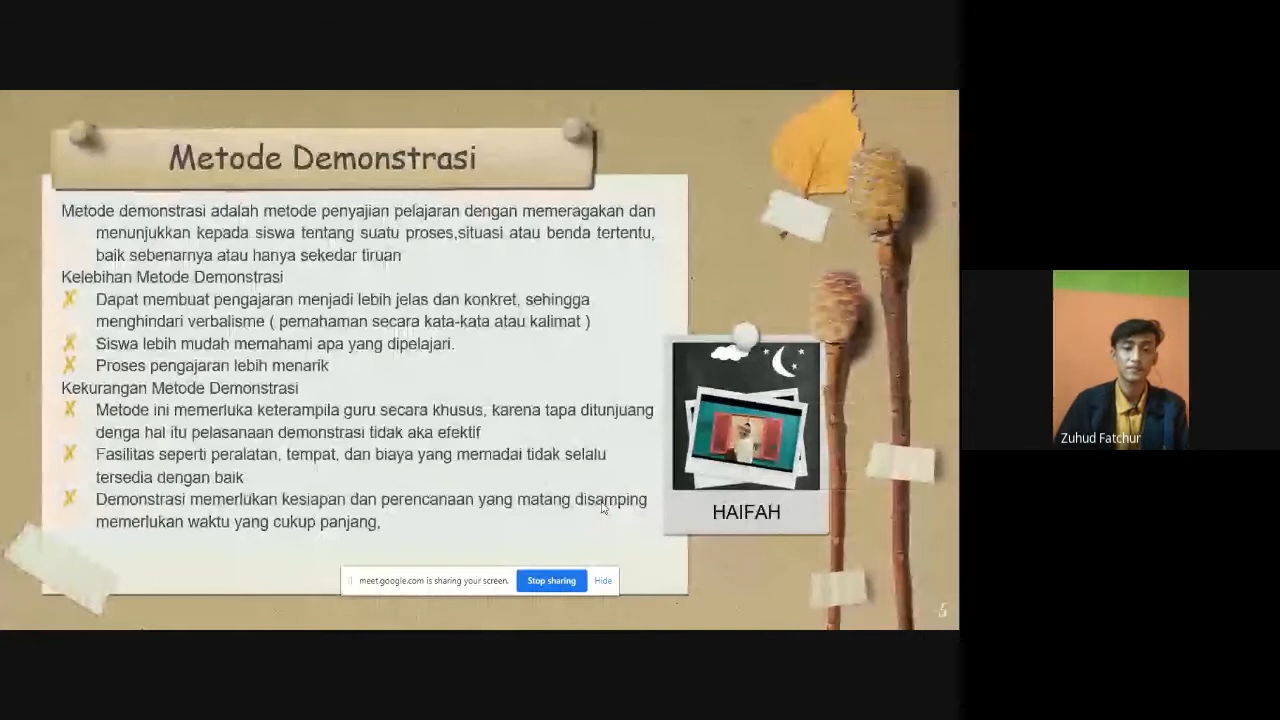 Metode Demonstrasi
Metode demonstrasi adalah metode penyajian pelajaran dengan memeragakan dan
menunjukkan kepada siswa tentang suatu proses,situasi atau benda tertentu,
baik sebenarnya atau hanya sekedar tiruan
Kelebihan Metode Demonstrasi
Dapat membuat pengajaran menjadi lebih jelas dan konkret, sehingga
menghindari verbalisme ( pemahaman secara kata-kata atau kalimat )
Siswa lebih mudah memahami apa yang dipelajari.
Proses pengajaran lebih menarik
Kekurangan Metode Demonstrasi
Metode ini memerluka keterampila guru secara khusus, karena tapa ditunjuang
denga hal itu pelasanaan demonstrasi tidak aka efektif
Fasilitas seperti peralatan, tempat, dan biaya yang memadai tidak selalu
tersedia dengan baik
Demonstrasi memerlukan kesiapan dan perencanaan yang matang disamping
memerlukan waktu yang cukup panjang,
HAIFAH
meet.google.com is sharing your screen.
Stop sharing
Hide
5
Zuhud Fatchur